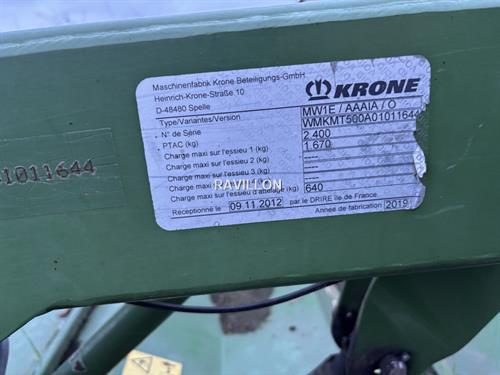 Maschinenfabrik Krone Beteiligungs-GmbH
Heinrich-Krone-Straße 10
D-48480 Spelle
KRONE
Type/Variantes/Version MW1E / AAAIA / O
N° de Série WMKMT500A01011644
PTAC (kg) 2.400
Charge maxi sur l'essieu 1 (kg) 1.670
Charge maxi sur l'essieu 2 (kg) ----
Charge maxi sur l'essieu 3 (kg) ----
Charge maxi sur l'essieu d'attelage (kg) 640
Réceptionné le 09.11.2012 par le DRIRE Île de France
Année de fabrication 2019
RAVILLON
1011644